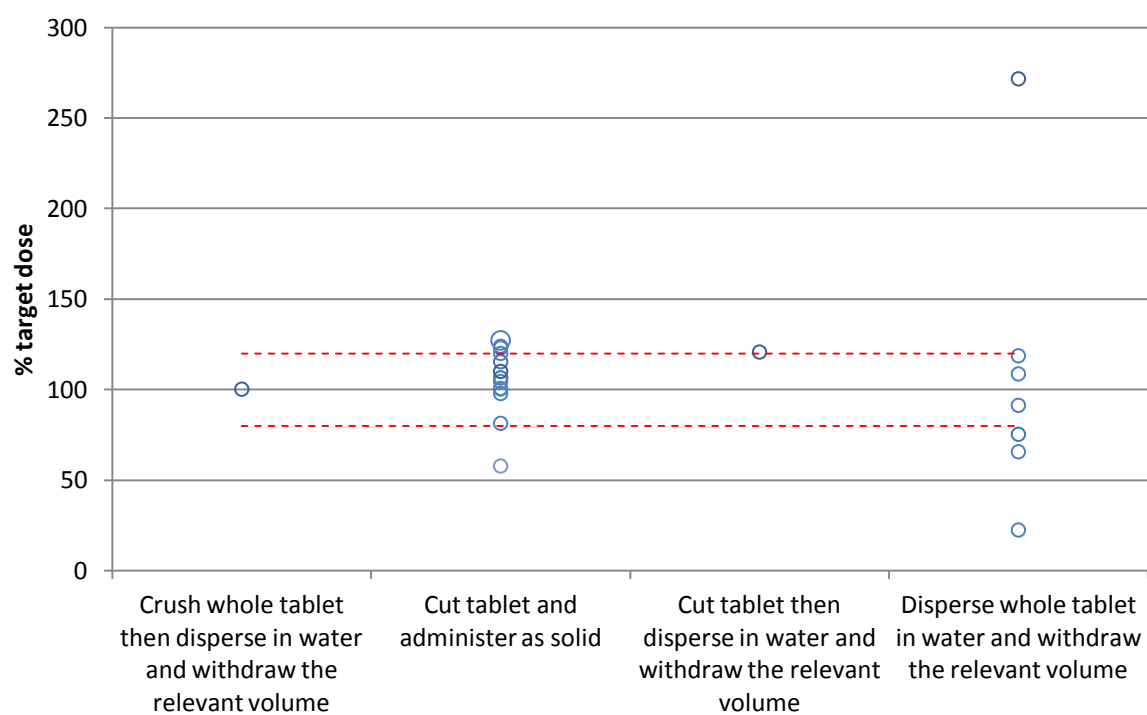 300
250
200
150
100
50
0
% target dose
Crush whole tablet
then disperse in water
and withdraw the
relevant volume
Cut tablet and
administer as solid
Cut tablet then
disperse in water and
withdraw the relevant
volume
Disperse whole tablet
in water and withdraw
the relevant volume